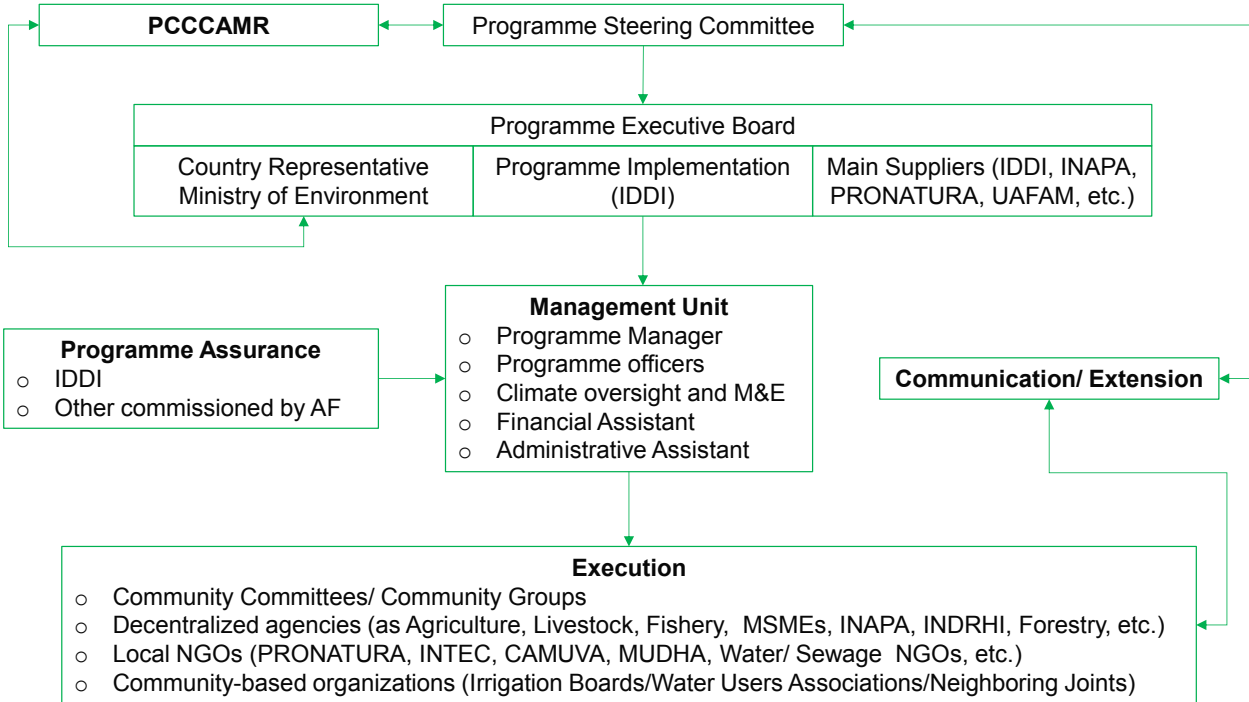 PCCCAMR
Programme Steering Committee
Programme Executive Board
Country Representative
Ministry of Environment
Programme Implementation
(IDDI)
Main Suppliers (IDDI, INAPA,
PRONATURA, UAFAM, etc.)
Management Unit
o Programme Manager
o Programme officers
o Climate oversight and M&E
o Financial Assistant
o Administrative Assistant
Programme Assurance
o IDDI
o Other commissioned by AF
Communication/ Extension
Execution
o Community Committees/ Community Groups
o Decentralized agencies (as Agriculture, Livestock, Fishery, MSMEs, INAPA, INDRHI, Forestry, etc.)
o Local NGOs (PRONATURA, INTEC, CAMUVA, MUDHA, Water/ Sewage NGOs, etc.)
o Community-based organizations (Irrigation Boards/Water Users Associations/Neighboring Joints)